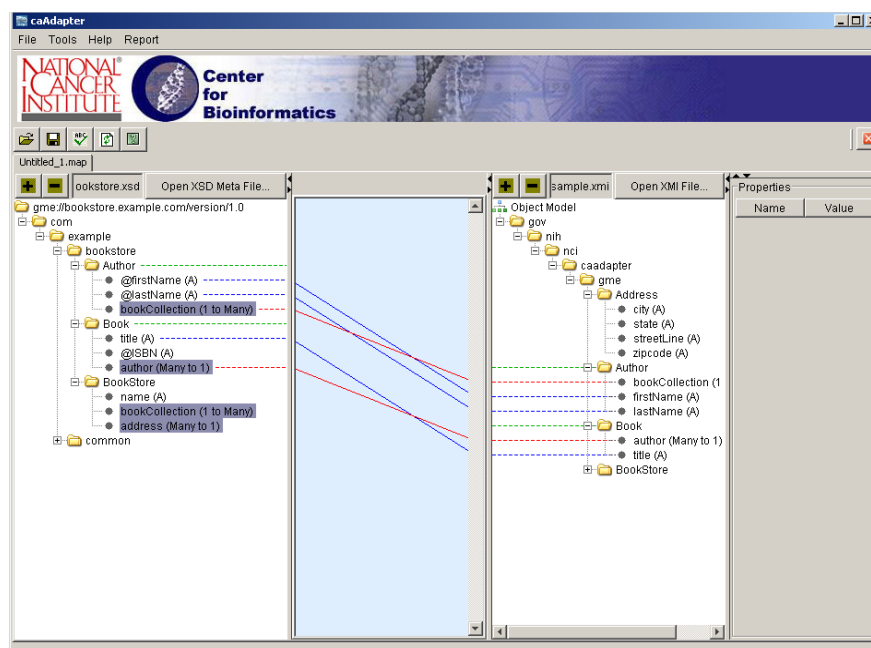 caAdapter
File Tools Help Report
NATIONAL
CANCER
INSTITUTE
Center
for
Bioinformatics
Untitled_1.map
ookstore.xsd Open XSD Meta File...
gme://bookstore.example.com/version/1.0
com
example
bookstore
Author
@firstName (A)
@lastName (A)
bookCollection (1 to Many)
Book
title (A)
@ISBN (A)
author (Many to 1)
BookStore
name (A)
bookCollection (1 to Many)
address (Many to 1)
common
sample.xmi Open XMI File...
Object Model
gov
nih
nci
caadapter
gme
Address
city (A)
state (A)
streetLine (A)
zipcode (A)
Author
bookCollection (1
firstName (A)
lastName (A)
Book
author (Many to 1)
title (A)
BookStore
Properties
Name Value